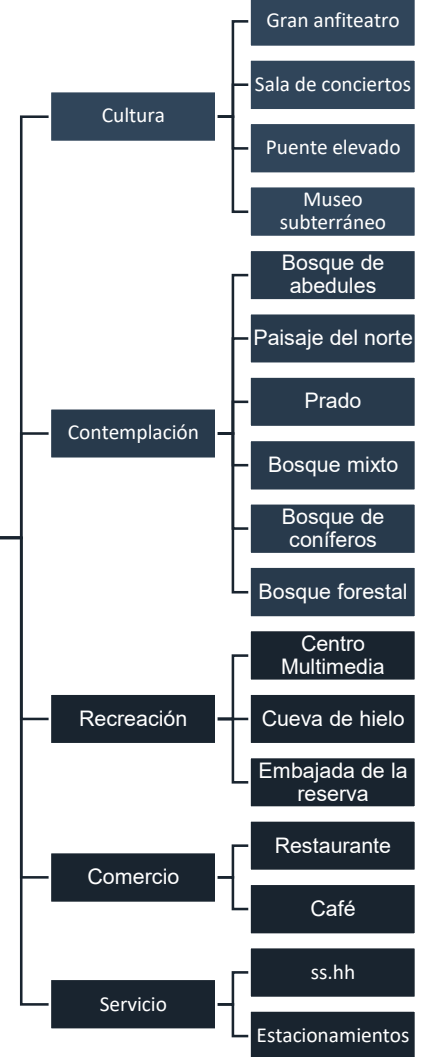 Cultura
Gran anfiteatro
Sala de conciertos
Puente elevado
Museo
subterráneo
Contemplación
Bosque de
abedules
Paisaje del norte
Prado
Bosque mixto
Bosque de
coníferos
Bosque forestal
Recreación
Centro
Multimedia
Cueva de hielo
Embajada de la
reserva
Comercio
Restaurante
Café
Servicio
ss.hh
Estacionamientos